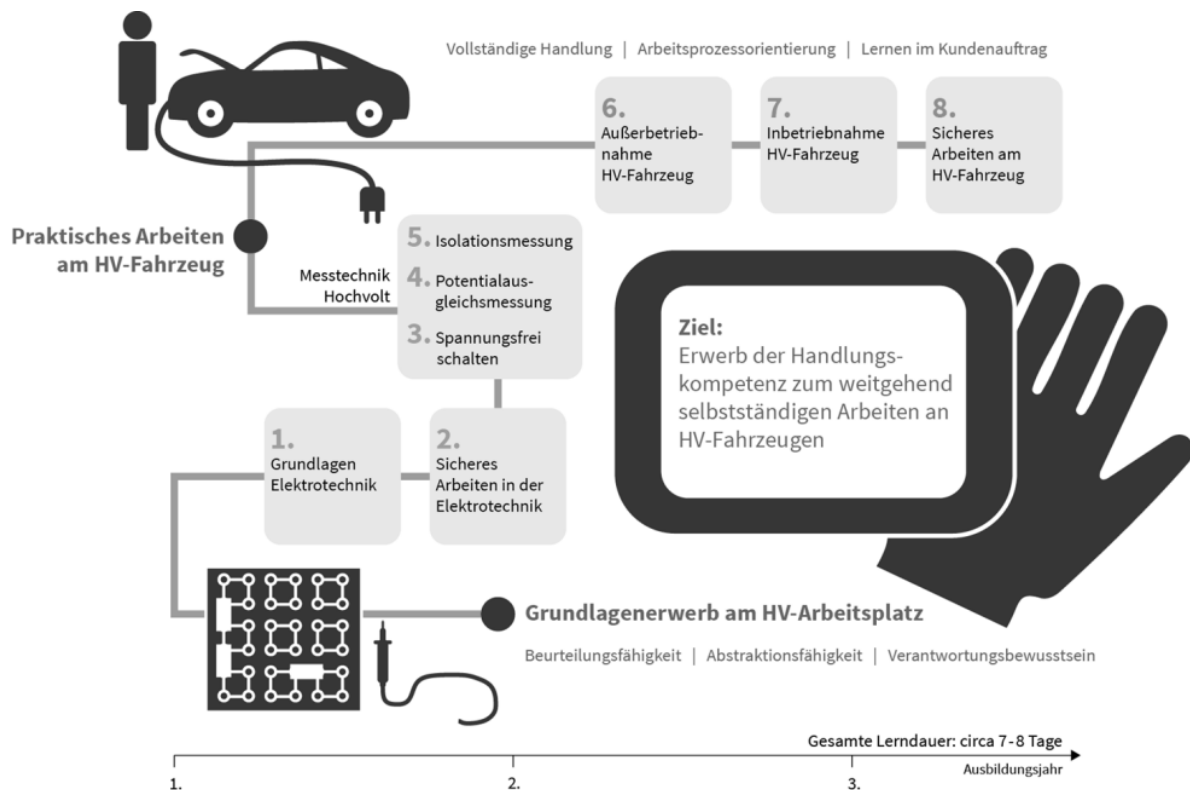 Vollständige Handlung | Arbeitsprozessorientierung | Lernen im Kundenauftrag
6.
Außerbetrieb-
nahme
HV-Fahrzeug
7.
Inbetriebnahme
HV-Fahrzeug
8.
Sicheres
Arbeiten am
HV-Fahrzeug
Praktisches Arbeiten
am HV-Fahrzeug
Messtechnik
Hochvolt
5. Isolationsmessung
4. Potentialaus-
gleichsmessung
3. Spannungsfrei
schalten
Ziel:
Erwerb der Handlungs-
kompetenz zum weitgehend
selbstständigen Arbeiten an
HV-Fahrzeugen
1.
Grundlagen
Elektrotechnik
2.
Sicheres
Arbeiten in der
Elektrotechnik
Grundlagenerwerb am HV-Arbeitsplatz
Beurteilungsfähigkeit | Abstraktionsfähigkeit | Verantwortungsbewusstsein
Gesamte Lerndauer: circa 7-8 Tage
Ausbildungsjahr
1.
2.
3.